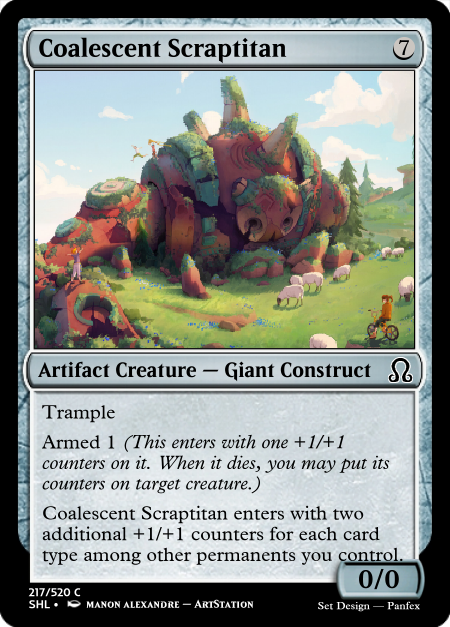 Coalescent Scraptitan
7
Artifact Creature — Giant Construct
Trample
Armed 1 (This enters with one +1/+1
counters on it. When it dies, you may put its
counters on target creature.)
Coalescent Scraptitan enters with two
additional +1/+1 counters for each card
type among other permanents you control.
0/0
217/520 C
SHL • MANON ALEXANDRE — ARTSTATION
Set Design — Panfex